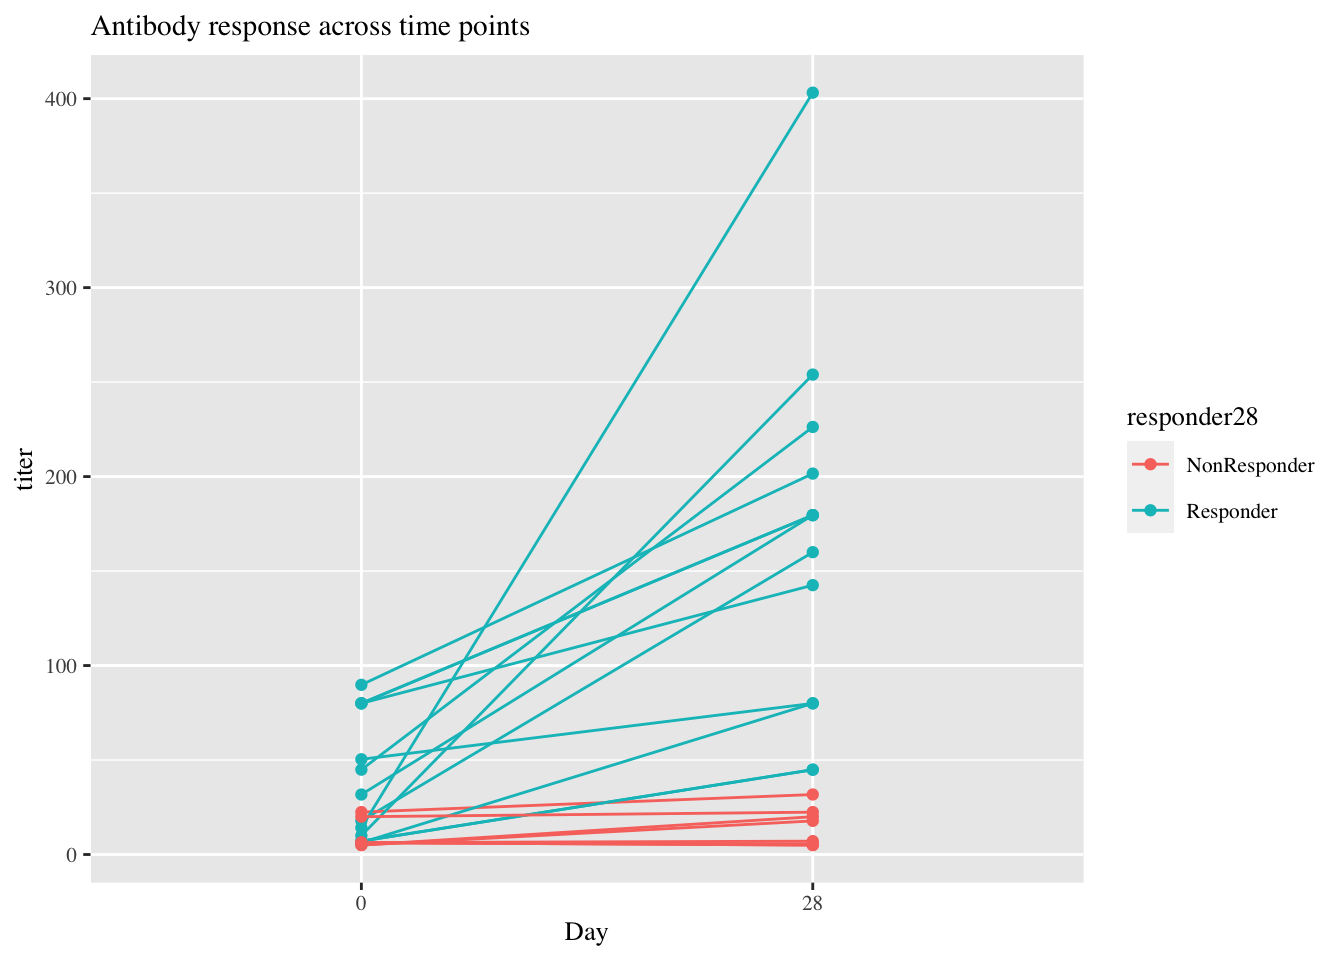 Antibody response across time points
400
300
200
100
0
titer
0
28
Day
responder28
NonResponder
Responder